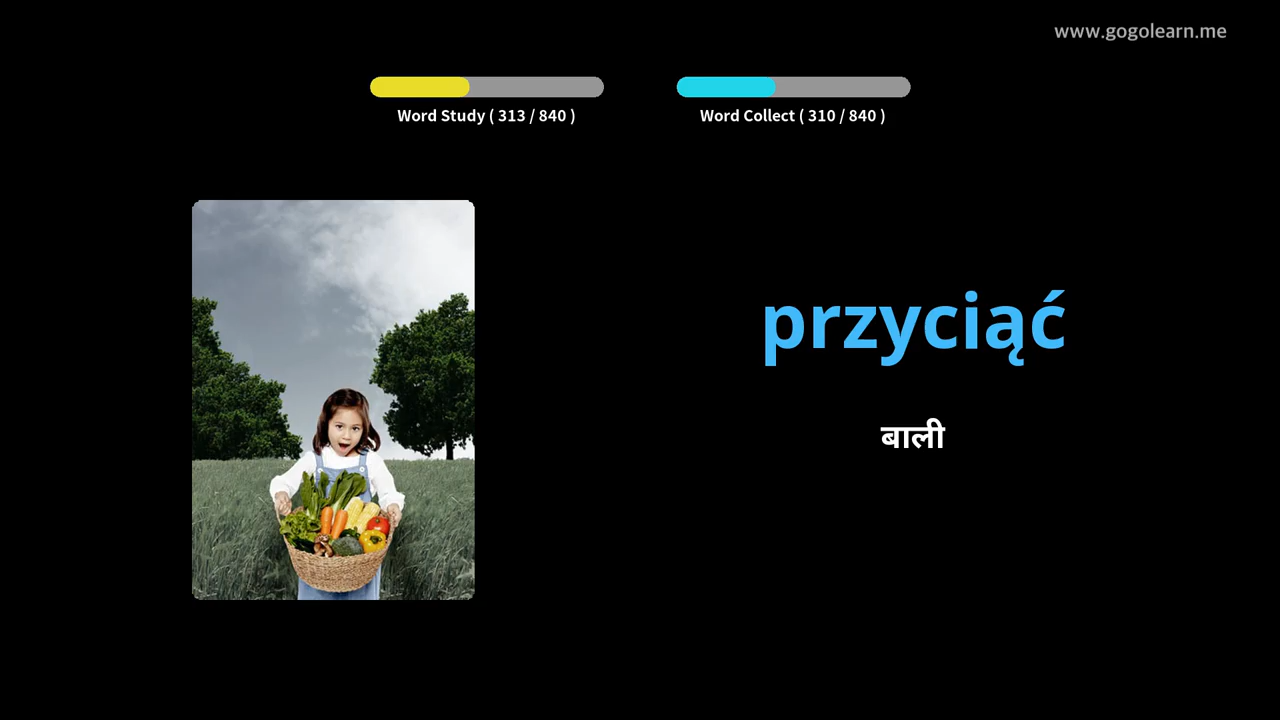 www.gogolearn.me
Word Study ( 313 / 840 )
Word Collect ( 310 / 840 )
przyciąć
बाली